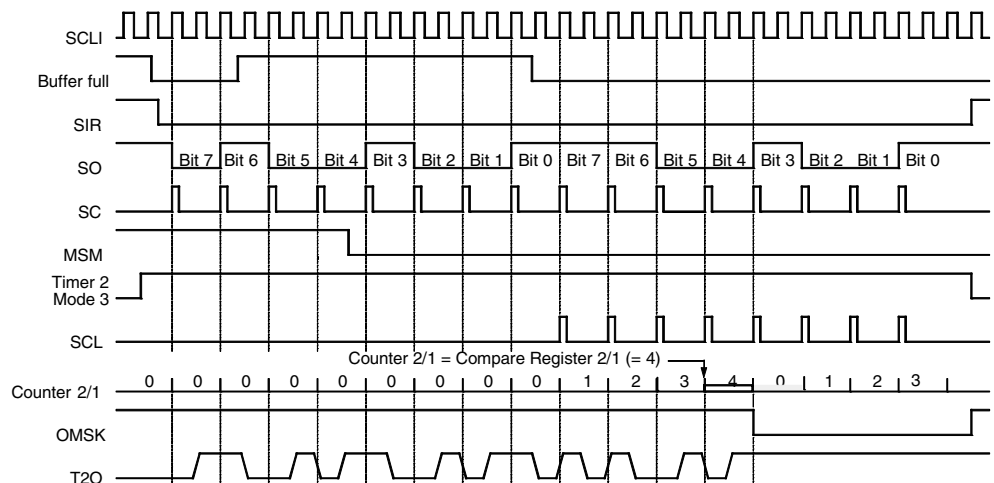 SCLI
Buffer full
SIR
SO Bit 7 Bit 6 Bit 5 Bit 4 Bit 3 Bit 2 Bit 1 Bit 0 Bit 7 Bit 6 Bit 5 Bit 4 Bit 3 Bit 2 Bit 1 Bit 0
SC
MSM
Timer 2
Mode 3
SCL
Counter 2/1 = Compare Register 2/1 (= 4)
Counter 2/1 0 0 0 0 0 0 0 0 0 1 2 3 4 0 1 2 3
OMSK
T2O